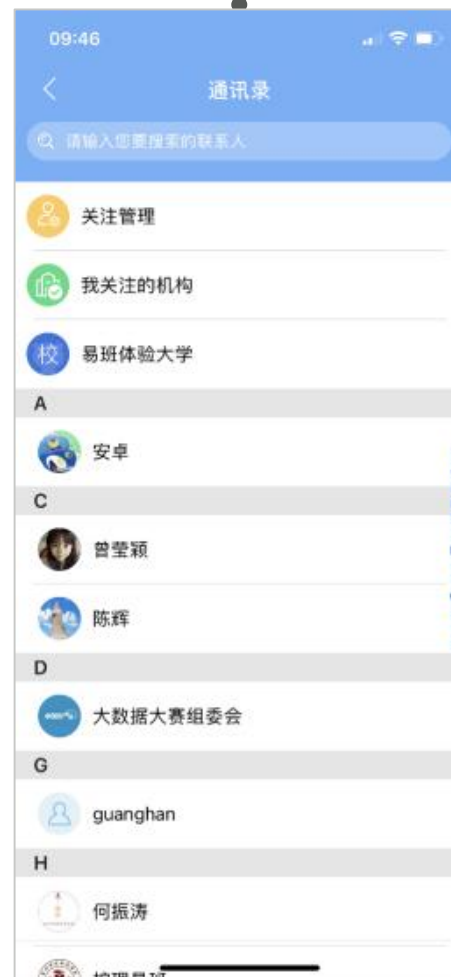 09:46
通讯录
请输入您要搜索的联系人
关注管理
我关注的机构
校
易班体验大学
A
安卓
C
曾莹颖
陈辉
D
大数据大赛组委会
G
guanghan
H
何振涛